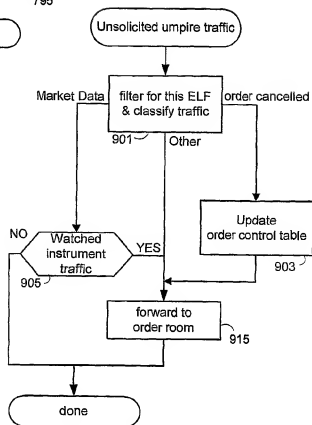 795
Unsolicited umpire traffic
Market Data
filter for this ELF
& classify traffic
order cancelled
901
Other
Update
order control table
903
NO
Watched
instrument
traffic
YES
905
forward to
order room
915
done